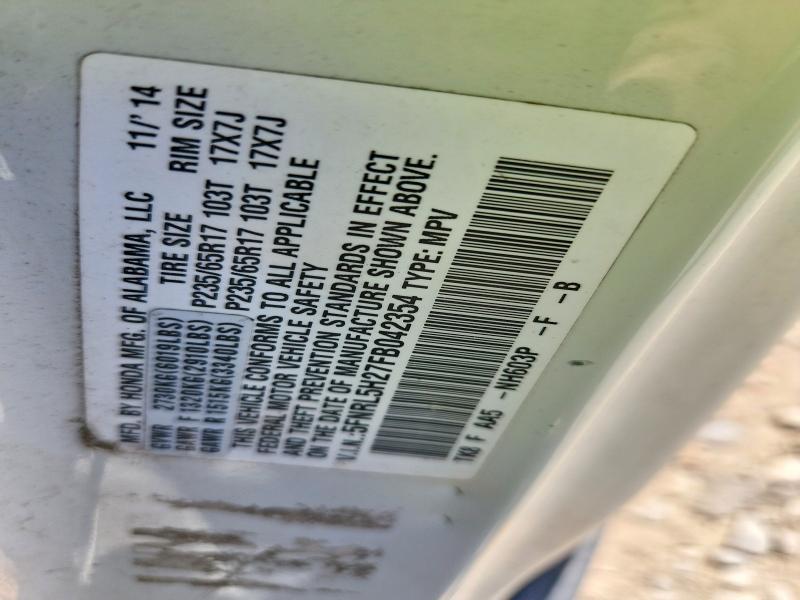 MFD. BY HONDA MFG. OF ALABAMA, LLC 11/' 14
TIRE SIZE RIM SIZE
GVWR 2730KG(6019LBS)
GAWR F 1320KG(2910LBS) P235/65R17 103T 17X7J
GAWR R 1515KG(3340LBS) P235/65R17 103T 17X7J
THIS VEHICLE CONFORMS TO ALL APPLICABLE
FEDERAL MOTOR VEHICLE SAFETY
AND THEFT PREVENTION STANDARDS IN EFFECT
ON THE DATE OF MANUFACTURE SHOWN ABOVE.
V.I.N.:5FNRL5H27FB042354 TYPE: MPV
TK8 F AA5 - NH603P - F - B